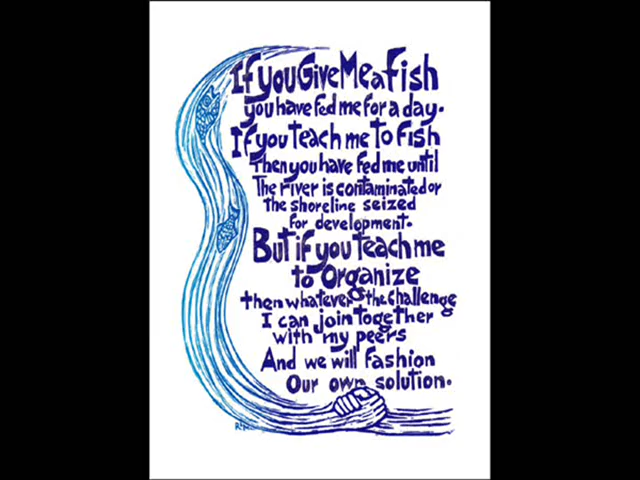 If you Give Me a Fish
you have fed me for a day.
If you teach me to fish
Then you have fed me until
The river is contaminated or
the shoreline seized
for development.
But if you teach me
to Organize
then whatever the challenge
I can join together
with my peers
And we will fashion
Our own solution.